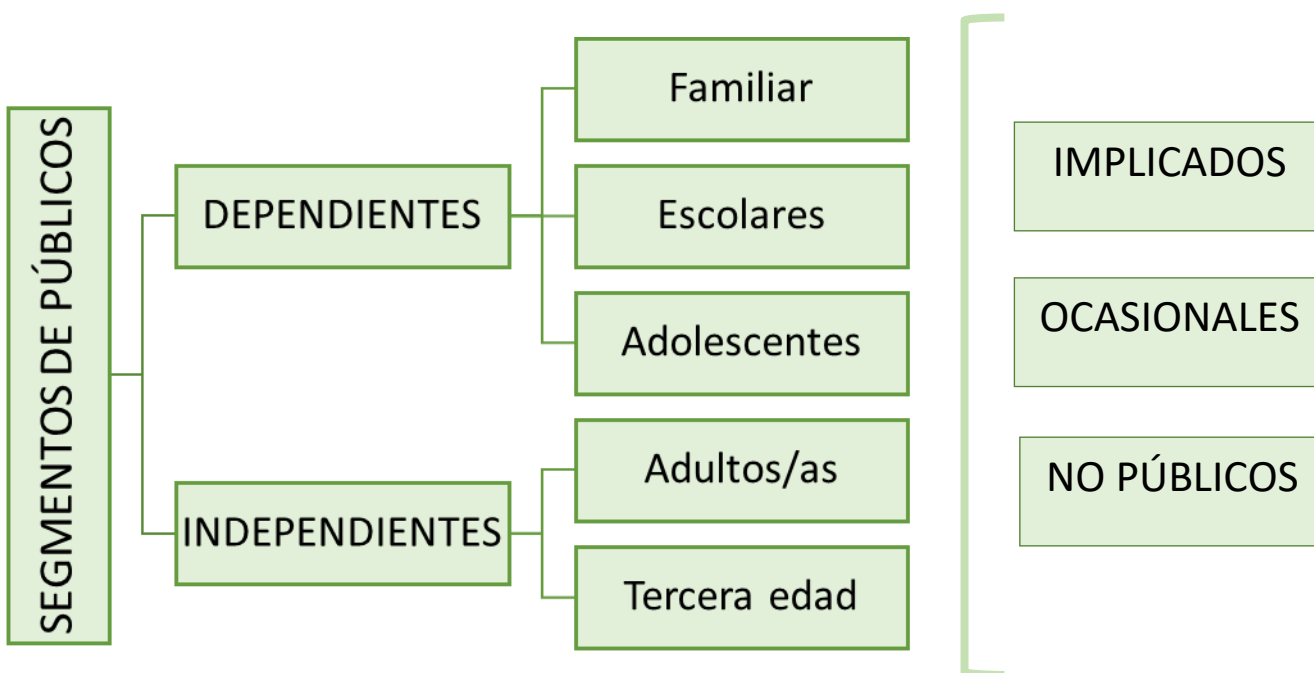 SEGMENTOS DE PÚBLICOS
DEPENDIENTES
Familiar
Escolares
Adolescentes
INDEPENDIENTES
Adultos/as
Tercera edad
IMPLICADOS
OCASIONALES
NO PÚBLICOS